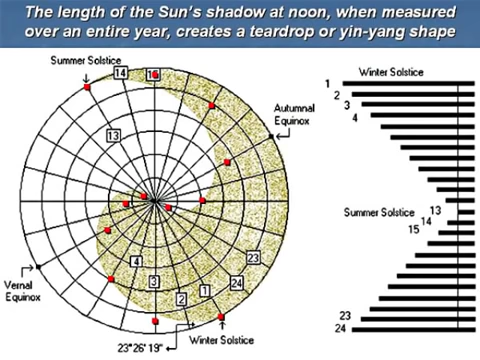 The length of the Sun's shadow at noon, when measured
over an entire year, creates a teardrop or yin-yang shape
Summer Solstice
14
13
Autumnal
Equinox
Vernal
Equinox
4
3
2
1
24
23
23°26' 19"
Winter Solstice
Winter Solstice
1
2
3
4
Summer Solstice
13
14
15
23
24